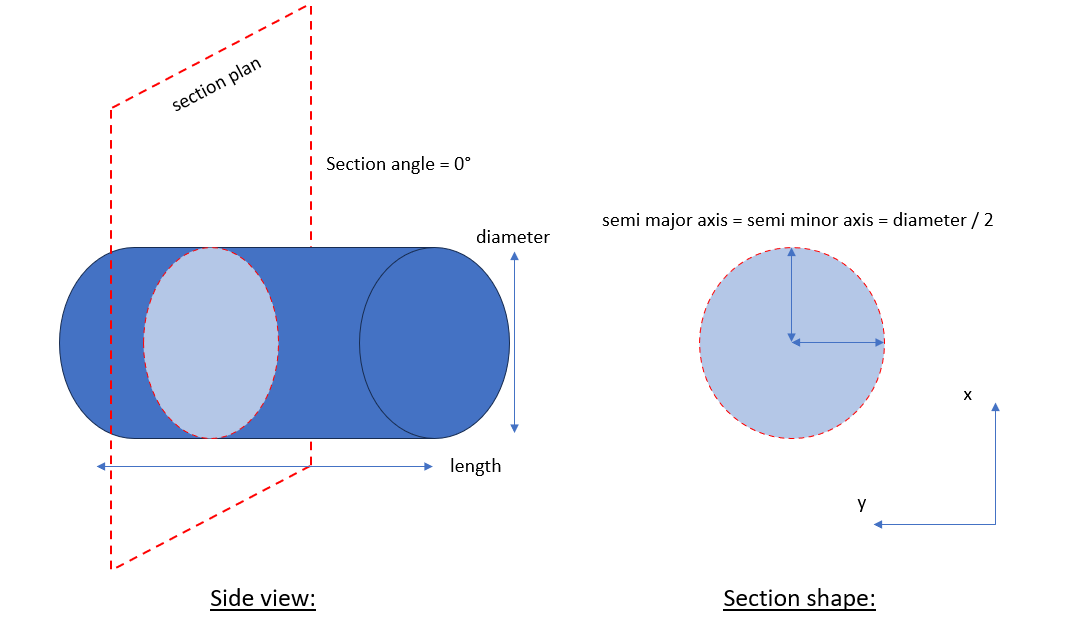 section plan
Section angle = 0°
semi major axis = semi minor axis = diameter / 2
diameter
x
length
y
Side view:
Section shape: